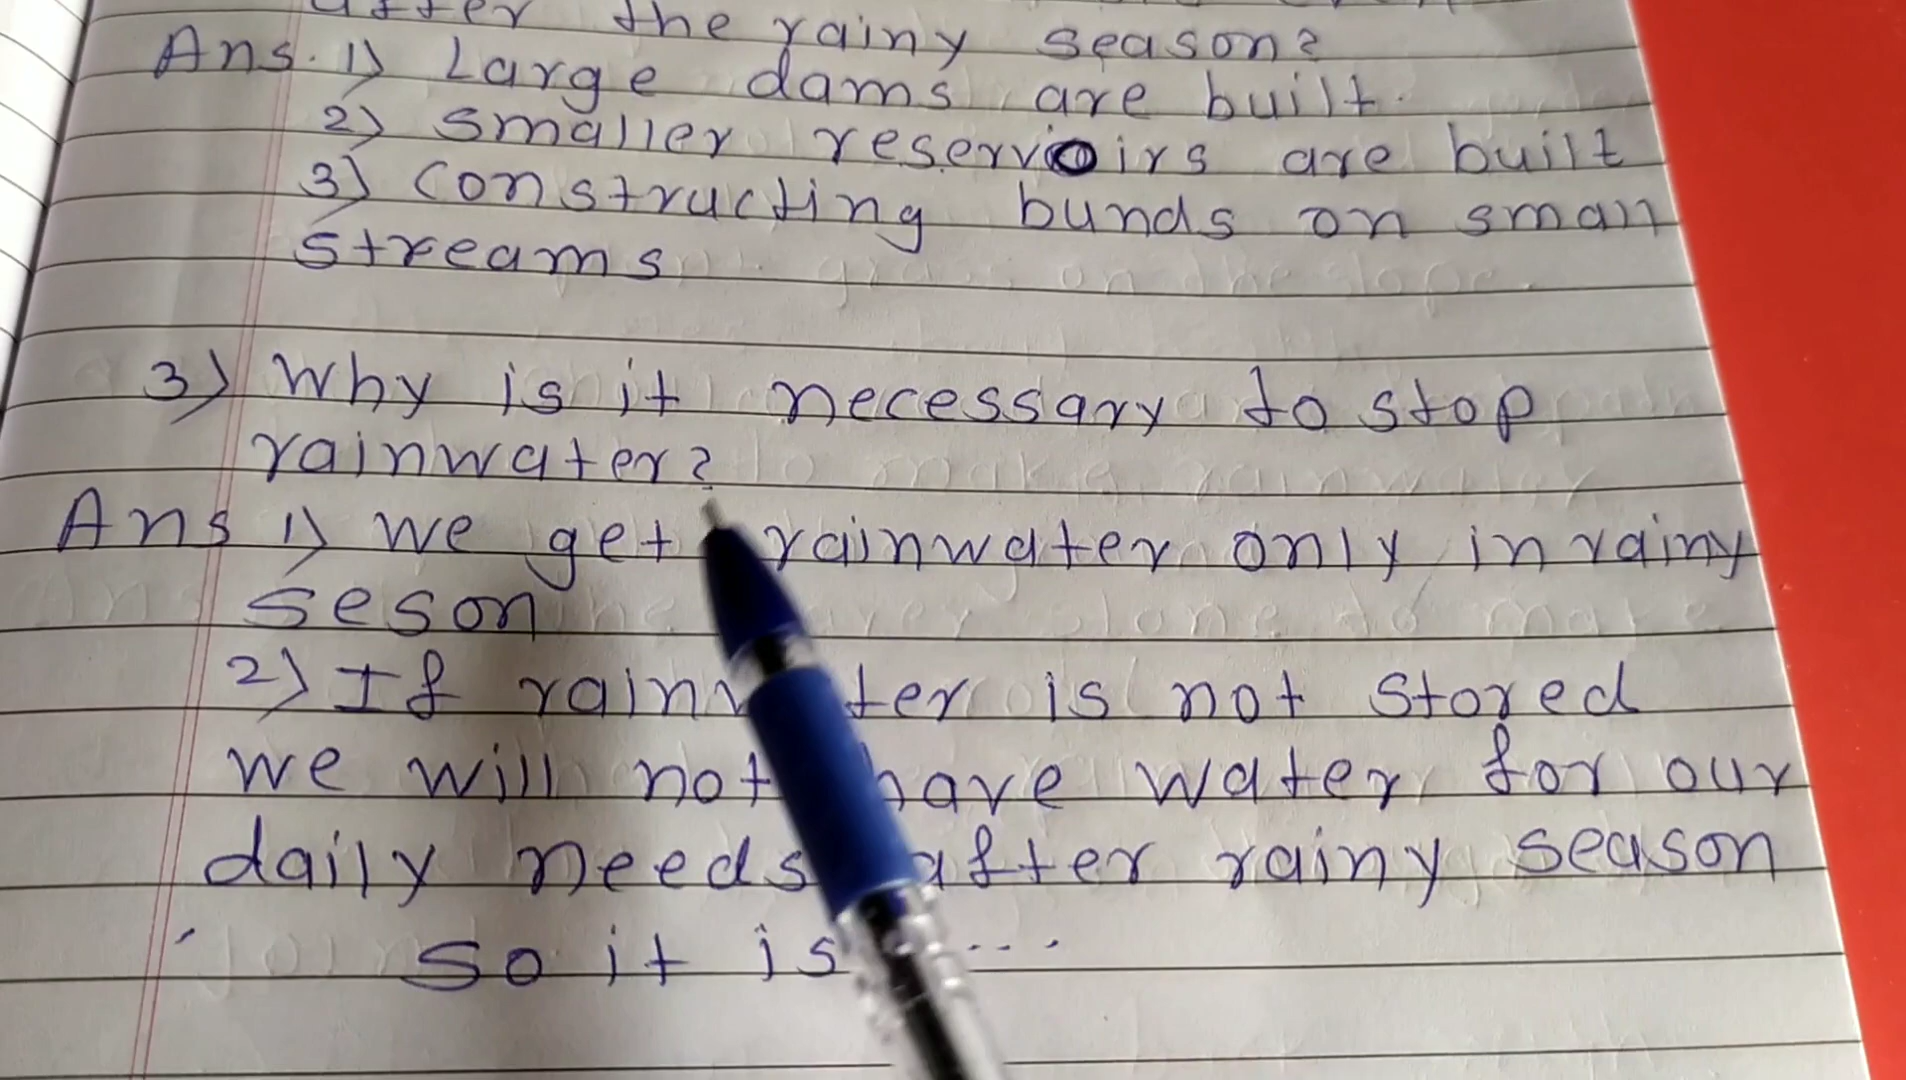 after the rainy season?
Ans. 1) Large dams are built.
2) smaller reservoirs are built
3) Constructing bunds on small
streams
3) Why is it necessary to stop
rainwater?
Ans 1) We get rainwater only in rainy
seson
2) If rainwater is not stored
we will not have water for our
daily needs after rainy season
so it is ...